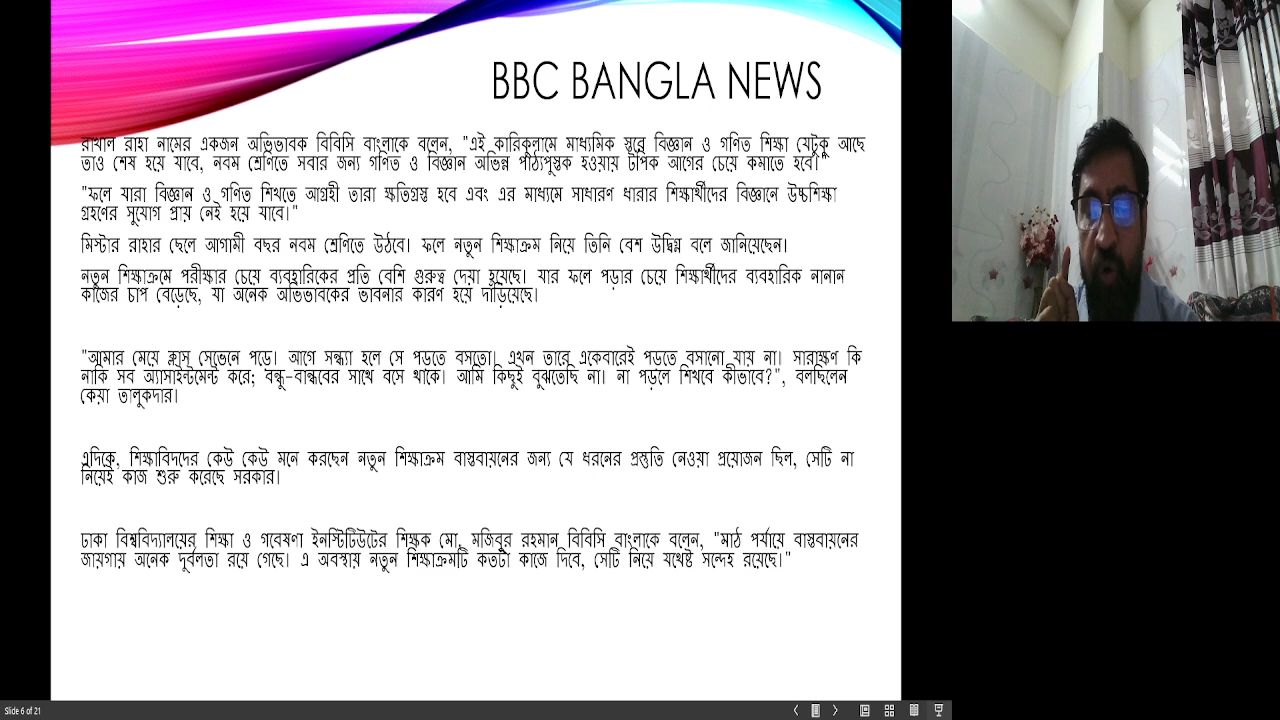 BBC BANGLA NEWS
রাখাল রাহা নামের একজন অভিভাবক বিবিসি বাংলাকে বলেন, "এই কারিকুলামে মাধ্যমিক স্তরে বিজ্ঞান ও গণিত শিক্ষা যেটুকু আছে
তাও শেষ হয়ে যাবে, নবম শ্রেণিতে সবার জন্য গণিত ও বিজ্ঞান অভিন্ন পাঠ্যপুস্তক হওয়ায় টপিক আগের চেয়ে কমাতে হবে।"
"ফলে যারা বিজ্ঞান ও গণিত শিখতে আগ্রহী তারা ক্ষতিগ্রস্ত হবে এবং এর মাধ্যমে সাধারণ ধারার শিক্ষার্থীদের বিজ্ঞানে উচ্চশিক্ষা
গ্রহণের সুযোগ প্রায় নেই হয়ে যাবে।"
মিস্টার রাহার ছেলে আগামী বছর নবম শ্রেণিতে উঠবে। ফলে নতুন শিক্ষাক্রম নিয়ে তিনি বেশ উদ্বিগ্ন বলে জানিয়েছেন।
নতুন শিক্ষাক্রমে পরীক্ষার চেয়ে ব্যবহারিকের প্রতি বেশি গুরুত্ব দেয়া হয়েছে। যার ফলে পড়ার চেয়ে শিক্ষার্থীদের ব্যবহারিক নানান
কাজের চাপ বেড়েছে, যা অনেক অভিভাবকের ভাবনার কারণ হয়ে দাঁড়িয়েছে।
"আমার মেয়ে ক্লাস সেভেনে পড়ে। আগে সন্ধ্যা হলে সে পড়তে বসতো। এখন তারে একেবারেই পড়তে বসানো যায় না। সারাক্ষণ কি
নাকি সব অ্যাসাইন্টমেন্ট করে; বন্ধু-বান্ধবের সাথে বসে থাকে। আমি কিছুই বুঝতেছি না। না পড়লে শিখবে কীভাবে?", বলছিলেন
কেয়া তালুকদার।
এদিকে, শিক্ষাবিদদের কেউ কেউ মনে করছেন নতুন শিক্ষাক্রম বাস্তবায়নের জন্য যে ধরনের প্রস্তুতি নেওয়া প্রয়োজন ছিল, সেটি না
নিয়েই কাজ শুরু করেছে সরকার।
ঢাকা বিশ্ববিদ্যালয়ের শিক্ষা ও গবেষণা ইনস্টিটিউটের শিক্ষক মো. মজিবুর রহমান বিবিসি বাংলাকে বলেন, "মাঠ পর্যায়ে বাস্তবায়নের
জায়গায় অনেক দূর্বলতা রয়ে গেছে। এ অবস্থায় নতুন শিক্ষাক্রমটি কতটা কাজে দিবে, সেটি নিয়ে যথেষ্ট সন্দেহ রয়েছে।"
Slide 6 of 21